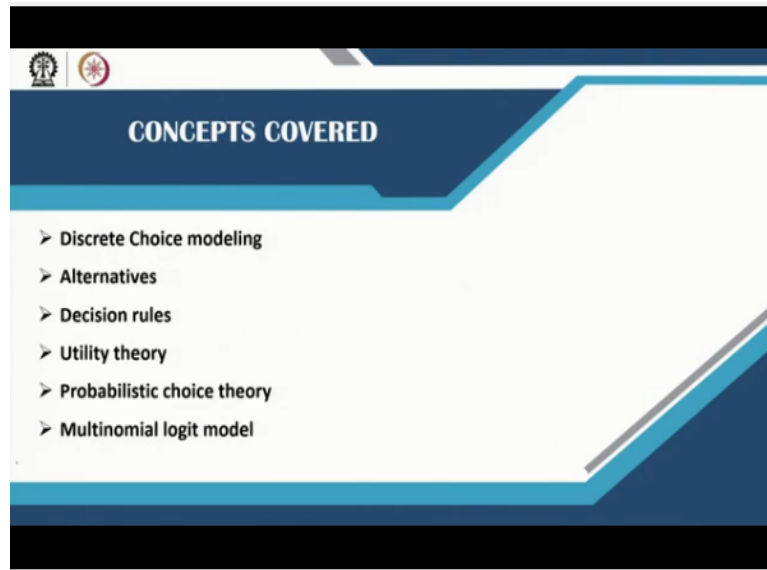 CONCEPTS COVERED
➢ Discrete Choice modeling
➢ Alternatives
➢ Decision rules
➢ Utility theory
➢ Probabilistic choice theory
➢ Multinomial logit model